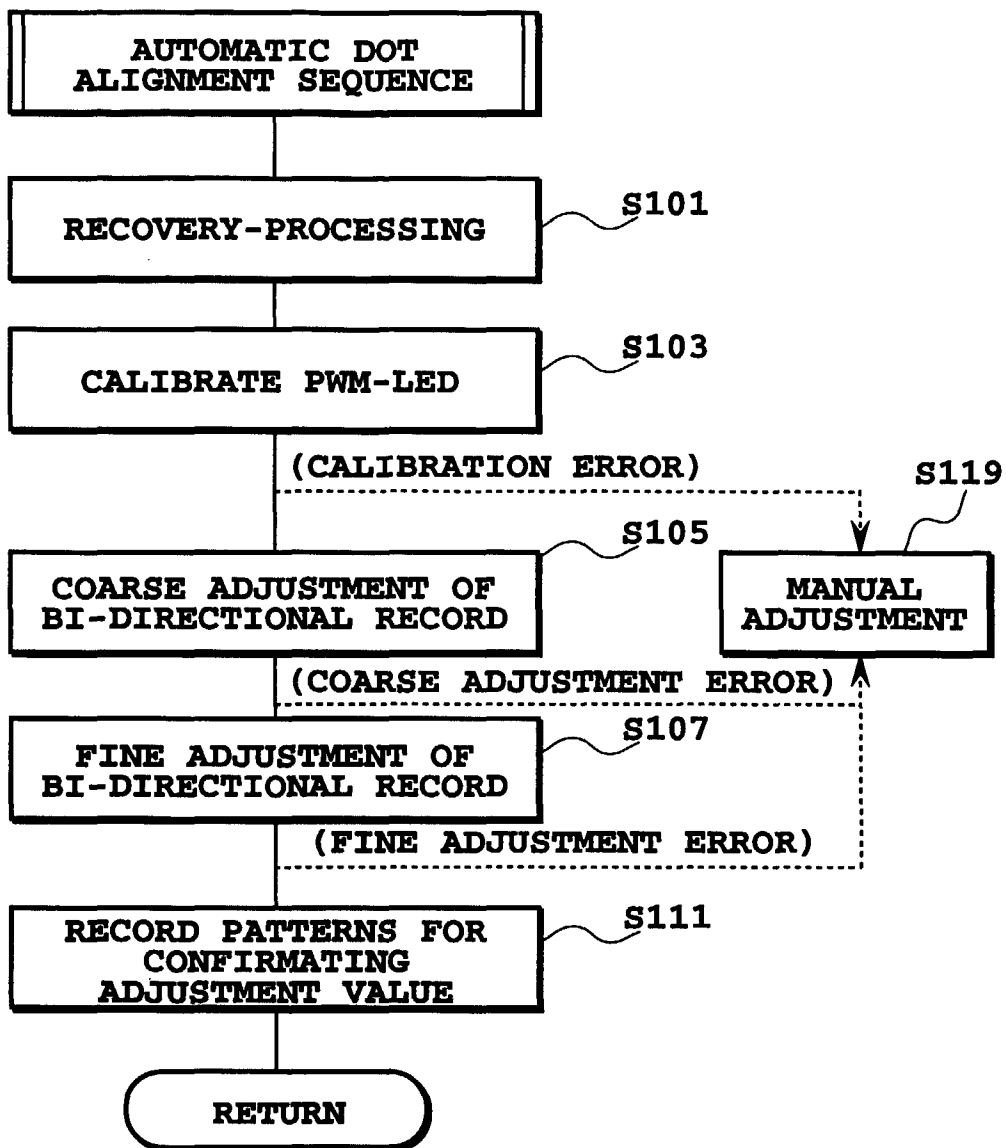 AUTOMATIC DOT
ALIGNMENT SEQUENCE
RECOVERY-PROCESSING
S101
CALIBRATE PWM-LED
S103
(CALIBRATION ERROR)
S119
MANUAL
ADJUSTMENT
COARSE ADJUSTMENT OF
BI-DIRECTIONAL RECORD
S105
(COARSE ADJUSTMENT ERROR)
FINE ADJUSTMENT OF
BI-DIRECTIONAL RECORD
S107
(FINE ADJUSTMENT ERROR)
RECORD PATTERNS FOR
CONFIRMATING
ADJUSTMENT VALUE
S111
RETURN